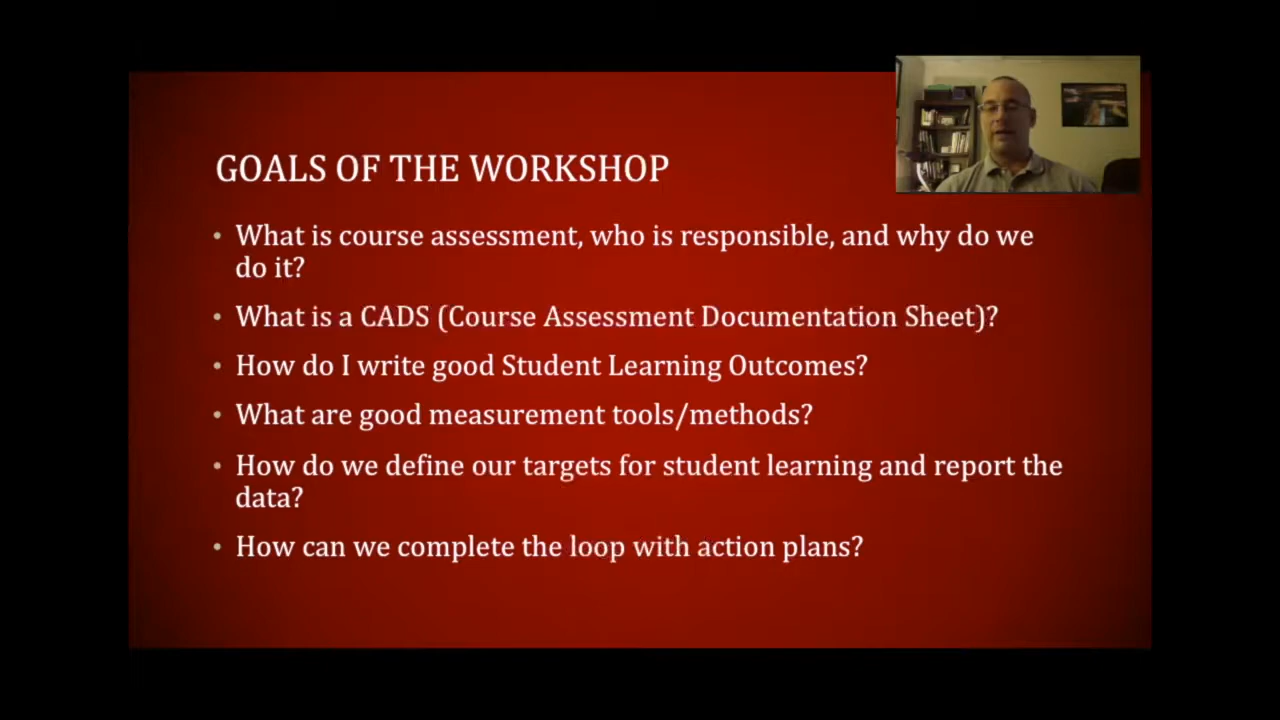 GOALS OF THE WORKSHOP
• What is course assessment, who is responsible, and why do we
do it?
• What is a CADS (Course Assessment Documentation Sheet)?
• How do I write good Student Learning Outcomes?
• What are good measurement tools/methods?
• How do we define our targets for student learning and report the
data?
• How can we complete the loop with action plans?